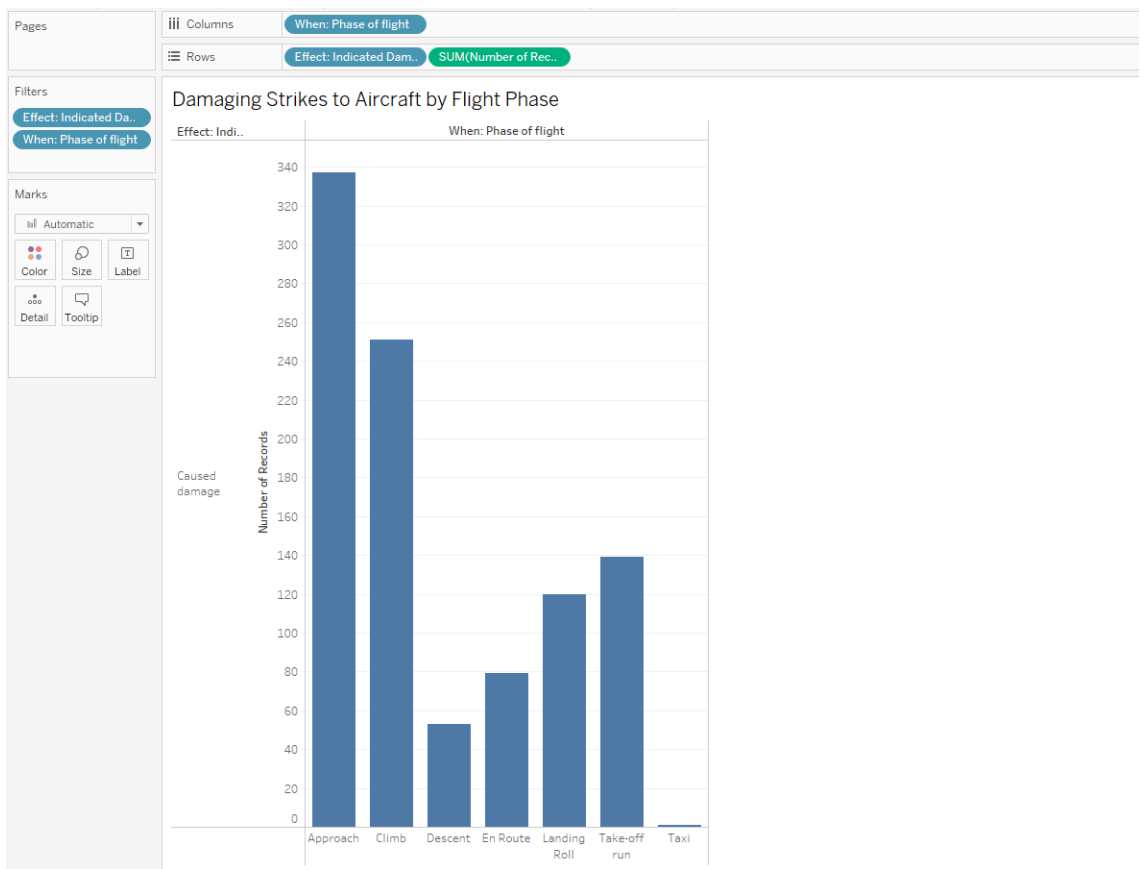 Pages
Columns
When: Phase of flight
Rows
Effect: Indicated Dam..
SUM(Number of Rec..
Filters
Effect: Indicated Da..
When: Phase of flight
Marks
Automatic
Color
Size
Label
Detail
Tooltip
Damaging Strikes to Aircraft by Flight Phase
Effect: Indi..
When: Phase of flight
Caused
damage
Number of Records
340
320
300
280
260
240
220
200
180
160
140
120
100
80
60
40
20
0
Approach
Climb
Descent
En Route
Landing
Roll
Take-off
run
Taxi